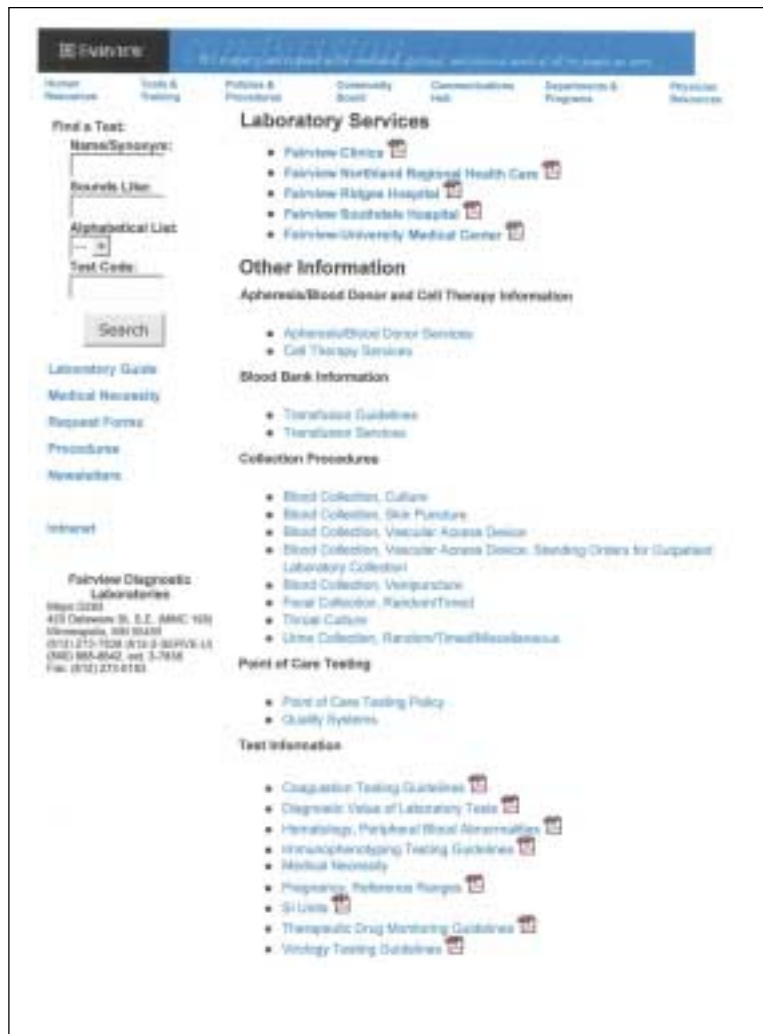 FAIRVIEW
Human Resources
Tools & Training
Policies & Procedures
Community Board
Communications Hub
Departments & Programs
Physician Resources
Find a Test:
Name/Synonym:
Sounds Like:
Alphabetical List:
---
Test Code:
Search
Laboratory Guide
Medical Necessity
Request Forms
Procedures
Newsletters
Intranet
Fairview Diagnostic
Laboratories
420 Delaware St. S.E.
Minneapolis, MN
Laboratory Services
Fairview Clinics
Fairview Northland Regional Health Care
Fairview Ridges Hospital
Fairview Southdale Hospital
Fairview-University Medical Center
Other Information
Apheresis/Blood Donor and Cell Therapy Information
Apheresis/Blood Donor Services
Cell Therapy Services
Blood Bank Information
Transfusion Guidelines
Transfusion Services
Collection Procedures
Blood Collection, Culture
Blood Collection, Skin Puncture
Blood Collection, Vascular Access Device
Blood Collection, Vascular Access Device, Standing Orders for Outpatient
Laboratory Collection
Blood Collection, Venipuncture
Fecal Collection, Random/Timed
Throat Culture
Urine Collection, Random/Timed/Miscellaneous
Point of Care Testing
Point of Care Testing Policy
Quality Systems
Test Information
Coagulation Testing Guidelines
Diagnostic Value of Laboratory Tests
Hematology, Peripheral Blood Abnormalities
Immunophenotyping Testing Guidelines
Medical Necessity
Pregnancy, Reference Ranges
SI Units
Therapeutic Drug Monitoring Guidelines
Virology Testing Guidelines